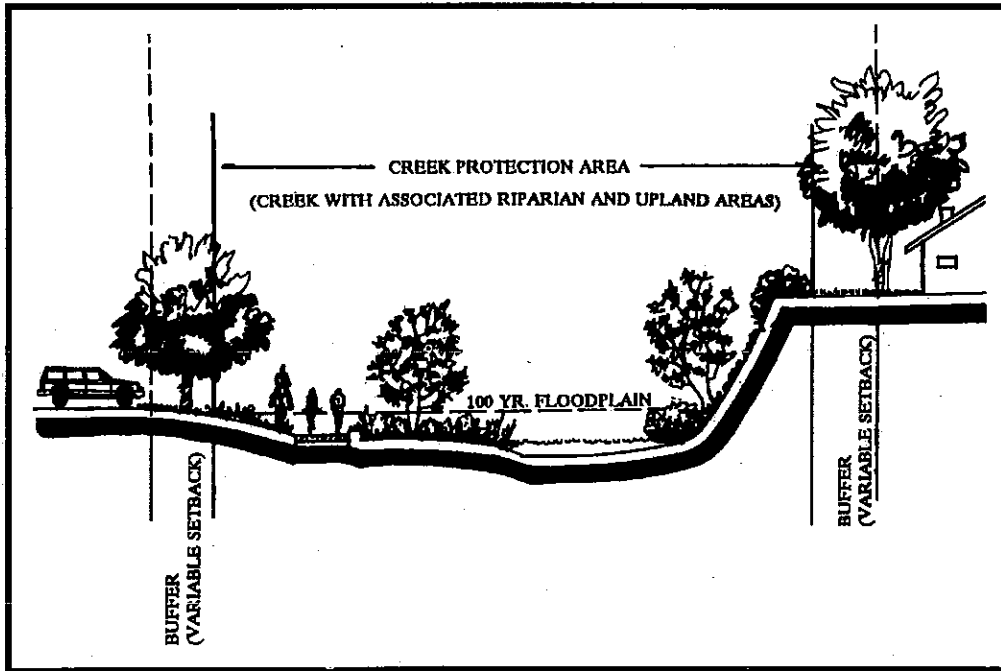 CREEK PROTECTION AREA
(CREEK WITH ASSOCIATED RIPARIAN AND UPLAND AREAS)
100 YR. FLOODPLAIN
BUFFER
(VARIABLE SETBACK)
BUFFER
(VARIABLE SETBACK)